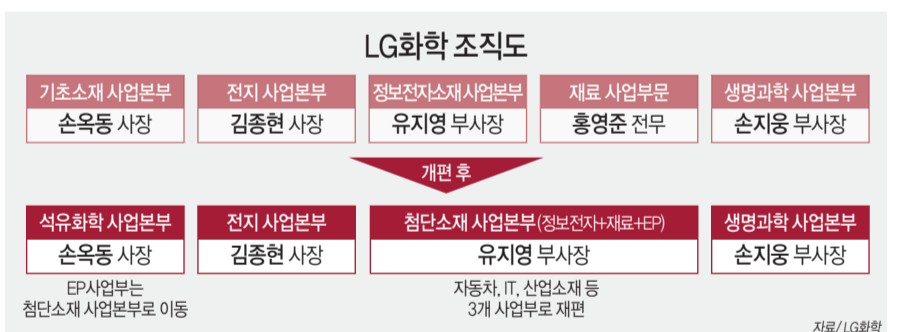 LG화학 조직도
기초소재 사업본부
손옥동 사장
전지 사업본부
김종현 사장
정보전자소재 사업본부
유지영 부사장
재료 사업부문
홍영준 전무
생명과학 사업본부
손지웅 부사장
개편 후
석유화학 사업본부
손옥동 사장
EP사업부는
첨단소재 사업본부로 이동
전지 사업본부
김종현 사장
첨단소재 사업본부(정보전자+재료+EP)
유지영 부사장
자동차, IT, 산업소재 등
3개 사업부로 재편
생명과학 사업본부
손지웅 부사장
자료/LG화학